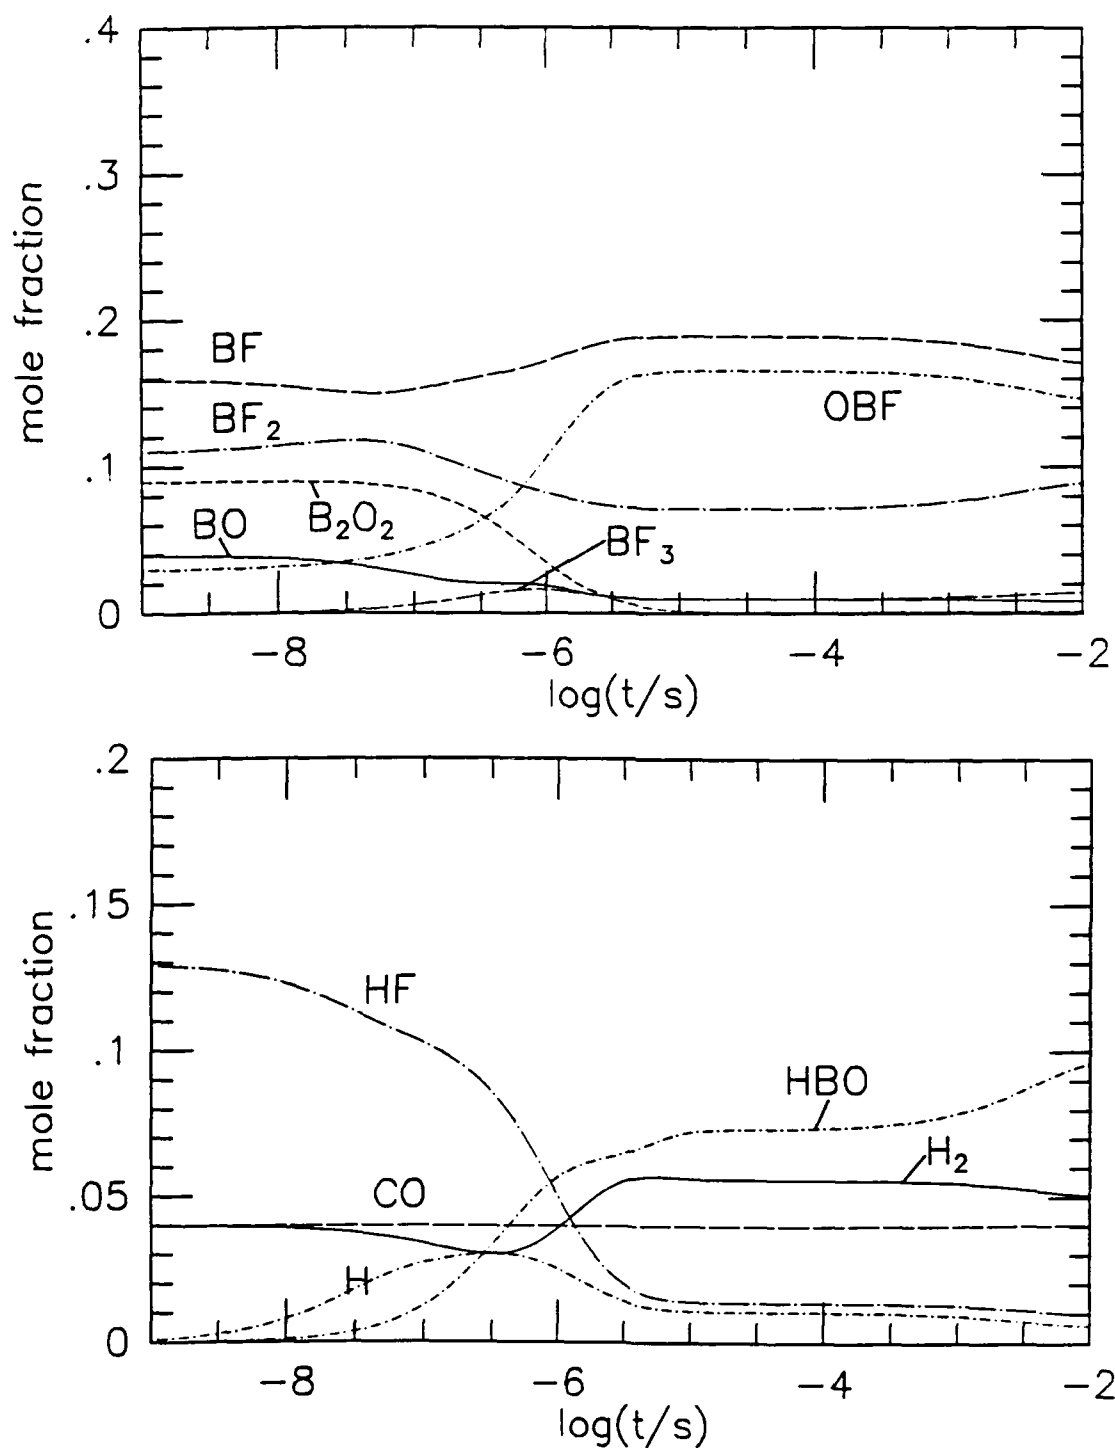 .4
.3
.2
.1
0
mole fraction
BF
BF₂
OBF
BO
B₂O₂
BF₃
-8 -6 -4 -2
log(t/s)
.2
.15
.1
.05
0
mole fraction
HF
HBO
H₂
CO
H
-8 -6 -4 -2
log(t/s)